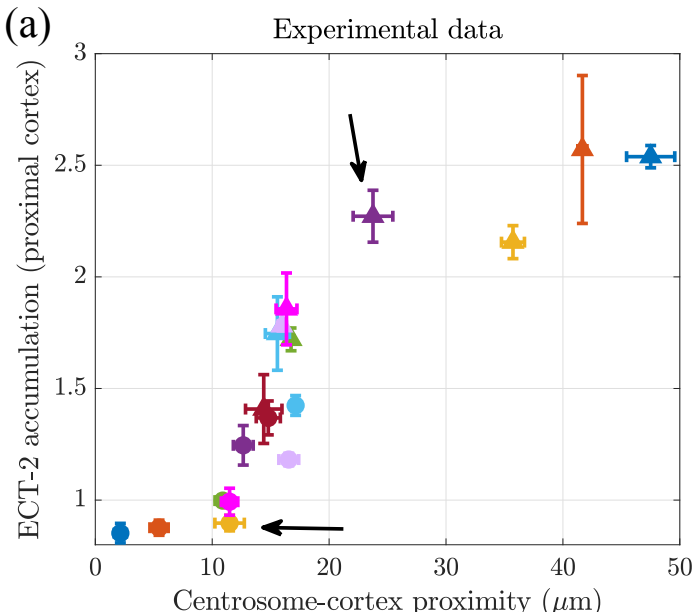 (a)
Experimental data
ECT-2 accumulation (proximal cortex)
3
2.5
2
1.5
1
0 10 20 30 40 50
Centrosome-cortex proximity (μm)